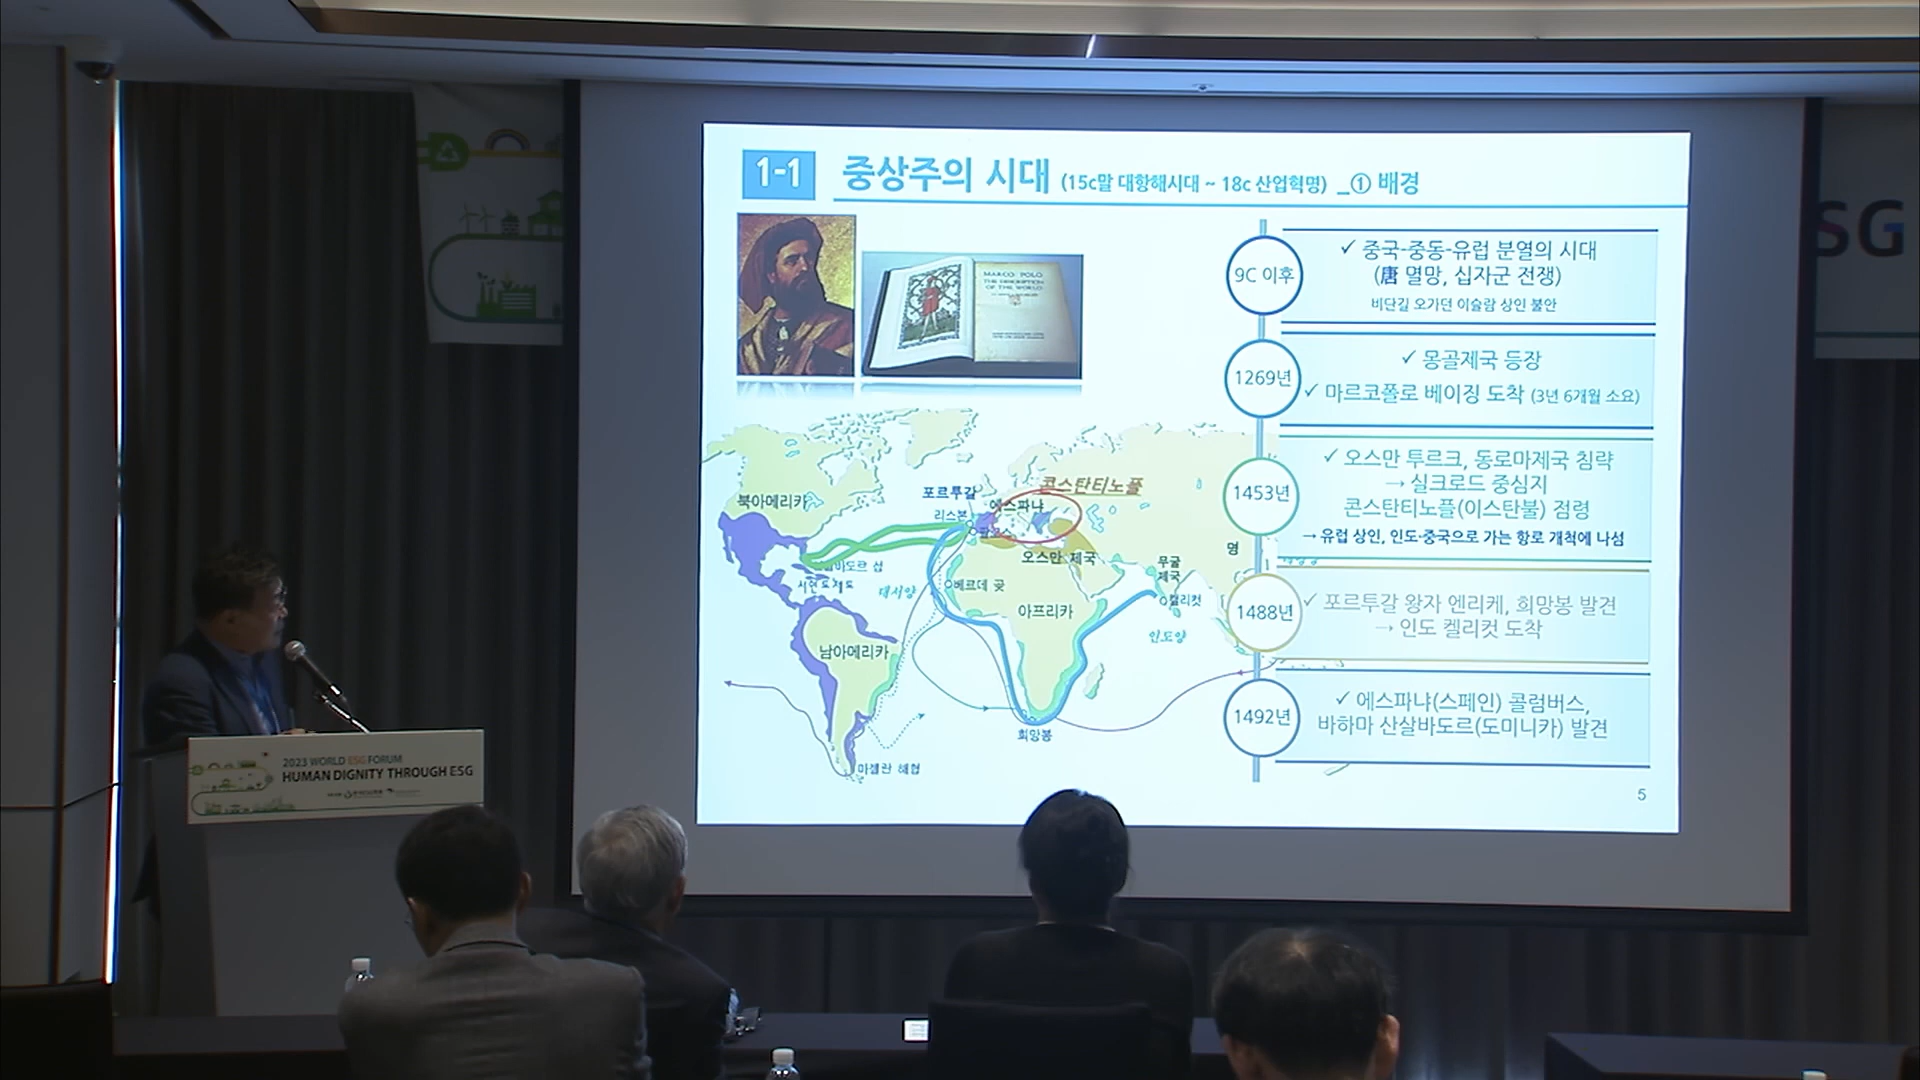 1-1 중상주의 시대 (15c말 대항해시대 ~ 18c 산업혁명) _① 배경
MARCO POLO
THE DESCRIPTION
OF THE WORLD
9C 이후
✓ 중국-중동-유럽 분열의 시대
(唐 멸망, 십자군 전쟁)
비단길 오가던 이슬람 상인 불안
1269년
✓ 몽골제국 등장
✓ 마르코폴로 베이징 도착 (3년 6개월 소요)
1453년
✓ 오스만 투르크, 동로마제국 침략
→ 실크로드 중심지
콘스탄티노플(이스탄불) 점령
→ 유럽 상인, 인도·중국으로 가는 항로 개척에 나섬
1488년
✓ 포르투갈 왕자 엔리케, 희망봉 발견
→ 인도 켈리컷 도착
1492년
✓ 에스파냐(스페인) 콜럼버스,
바하마 산살바도르(도미니카) 발견
북아메리카
포르투갈
리스본
에스파냐
콘스탄티노플
오스만 제국
무굴
제국
명
캘리컷
서인도제도
대서양
베르데 곶
아프리카
인도양
남아메리카
희망봉
마젤란 해협
5
2023 WORLD ESG FORUM
HUMAN DIGNITY THROUGH ESG
SG